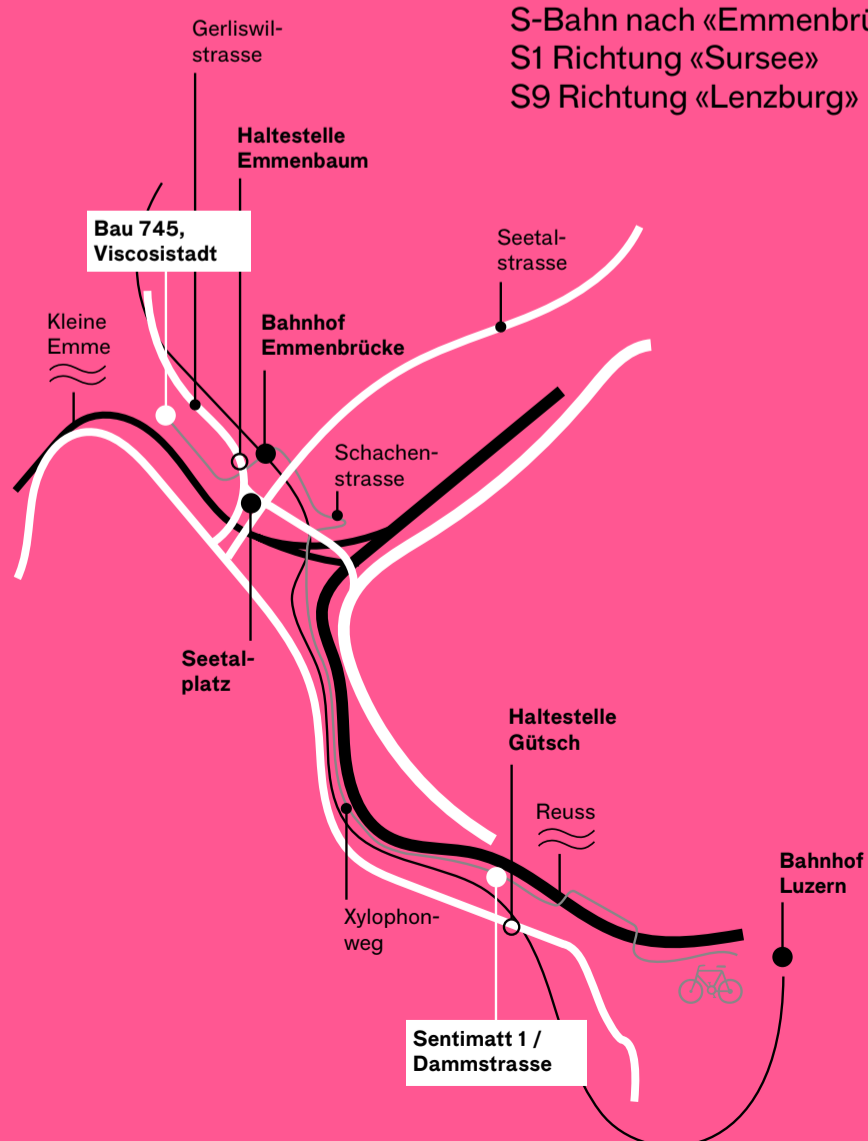 S-Bahn nach «Emmenbrü
S1 Richtung «Sursee»
S9 Richtung «Lenzburg»
Gerliswil-
strasse
Haltestelle
Emmenbaum
Bau 745,
Viscosistadt
Seetal-
strasse
Kleine
Emme
Bahnhof
Emmenbrücke
Schachen-
strasse
Seetal-
platz
Haltestelle
Gütsch
Reuss
Bahnhof
Luzern
Xylophon-
weg
Sentimatt 1 /
Dammstrasse